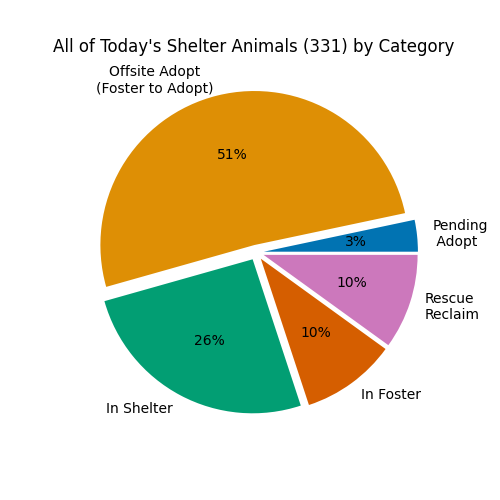 All of Today's Shelter Animals (331) by Category
Offsite Adopt
(Foster to Adopt)
51%
Pending
Adopt
3%
10%
Rescue
Reclaim
26%
10%
In Foster
In Shelter